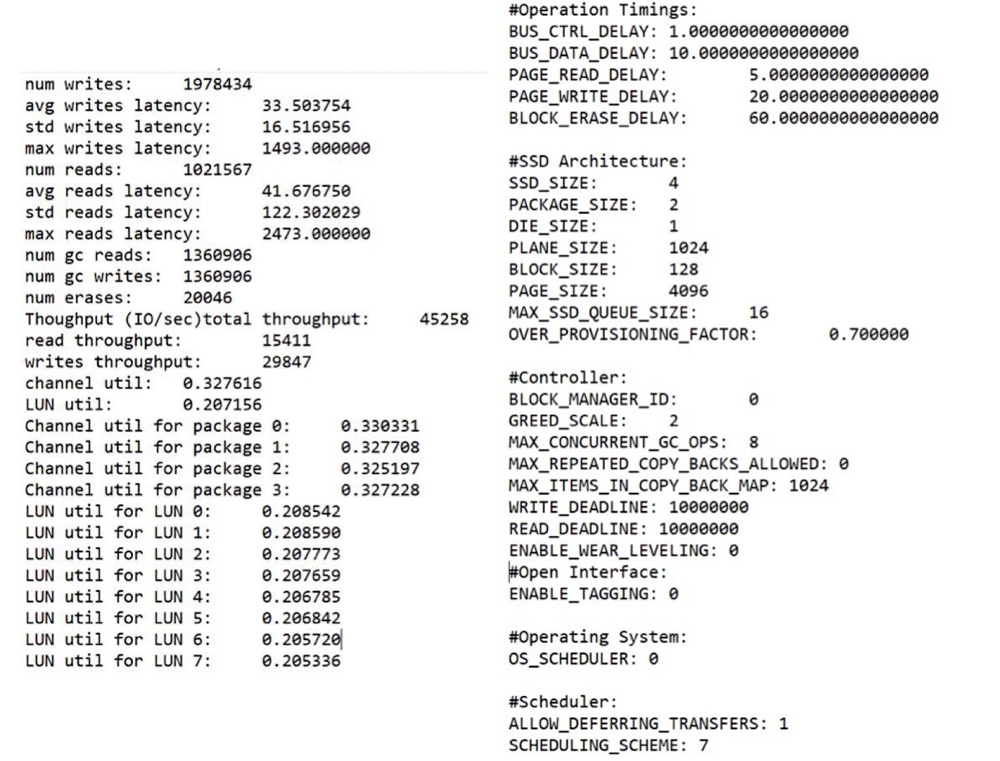 num writes: 1978434
avg writes latency: 33.503754
std writes latency: 16.516956
max writes latency: 1493.000000
num reads: 1021567
avg reads latency: 41.676750
std reads latency: 122.302029
max reads latency: 2473.000000
num gc reads: 1360906
num gc writes: 1360906
num erases: 20046
Thoughput (IO/sec)total throughput: 45258
read throughput: 15411
writes throughput: 29847
channel util: 0.327616
LUN util: 0.207156
Channel util for package 0: 0.330331
Channel util for package 1: 0.327708
Channel util for package 2: 0.325197
Channel util for package 3: 0.327228
LUN util for LUN 0: 0.208542
LUN util for LUN 1: 0.208590
LUN util for LUN 2: 0.207773
LUN util for LUN 3: 0.207659
LUN util for LUN 4: 0.206785
LUN util for LUN 5: 0.206842
LUN util for LUN 6: 0.205720
LUN util for LUN 7: 0.205336
#Operation Timings:
BUS_CTRL_DELAY: 1.0000000000000000
BUS_DATA_DELAY: 10.0000000000000000
PAGE_READ_DELAY: 5.0000000000000000
PAGE_WRITE_DELAY: 20.0000000000000000
BLOCK_ERASE_DELAY: 60.0000000000000000
#SSD Architecture:
SSD_SIZE: 4
PACKAGE_SIZE: 2
DIE_SIZE: 1
PLANE_SIZE: 1024
BLOCK_SIZE: 128
PAGE_SIZE: 4096
MAX_SSD_QUEUE_SIZE: 16
OVER_PROVISIONING_FACTOR: 0.700000
#Controller:
BLOCK_MANAGER_ID: 0
GREED_SCALE: 2
MAX_CONCURRENT_GC_OPS: 8
MAX_REPEATED_COPY_BACKS_ALLOWED: 0
MAX_ITEMS_IN_COPY_BACK_MAP: 1024
WRITE_DEADLINE: 10000000
READ_DEADLINE: 10000000
ENABLE_WEAR_LEVELING: 0
#Open Interface:
ENABLE_TAGGING: 0
#Operating System:
OS_SCHEDULER: 0
#Scheduler:
ALLOW_DEFERRING_TRANSFERS: 1
SCHEDULING_SCHEME: 7